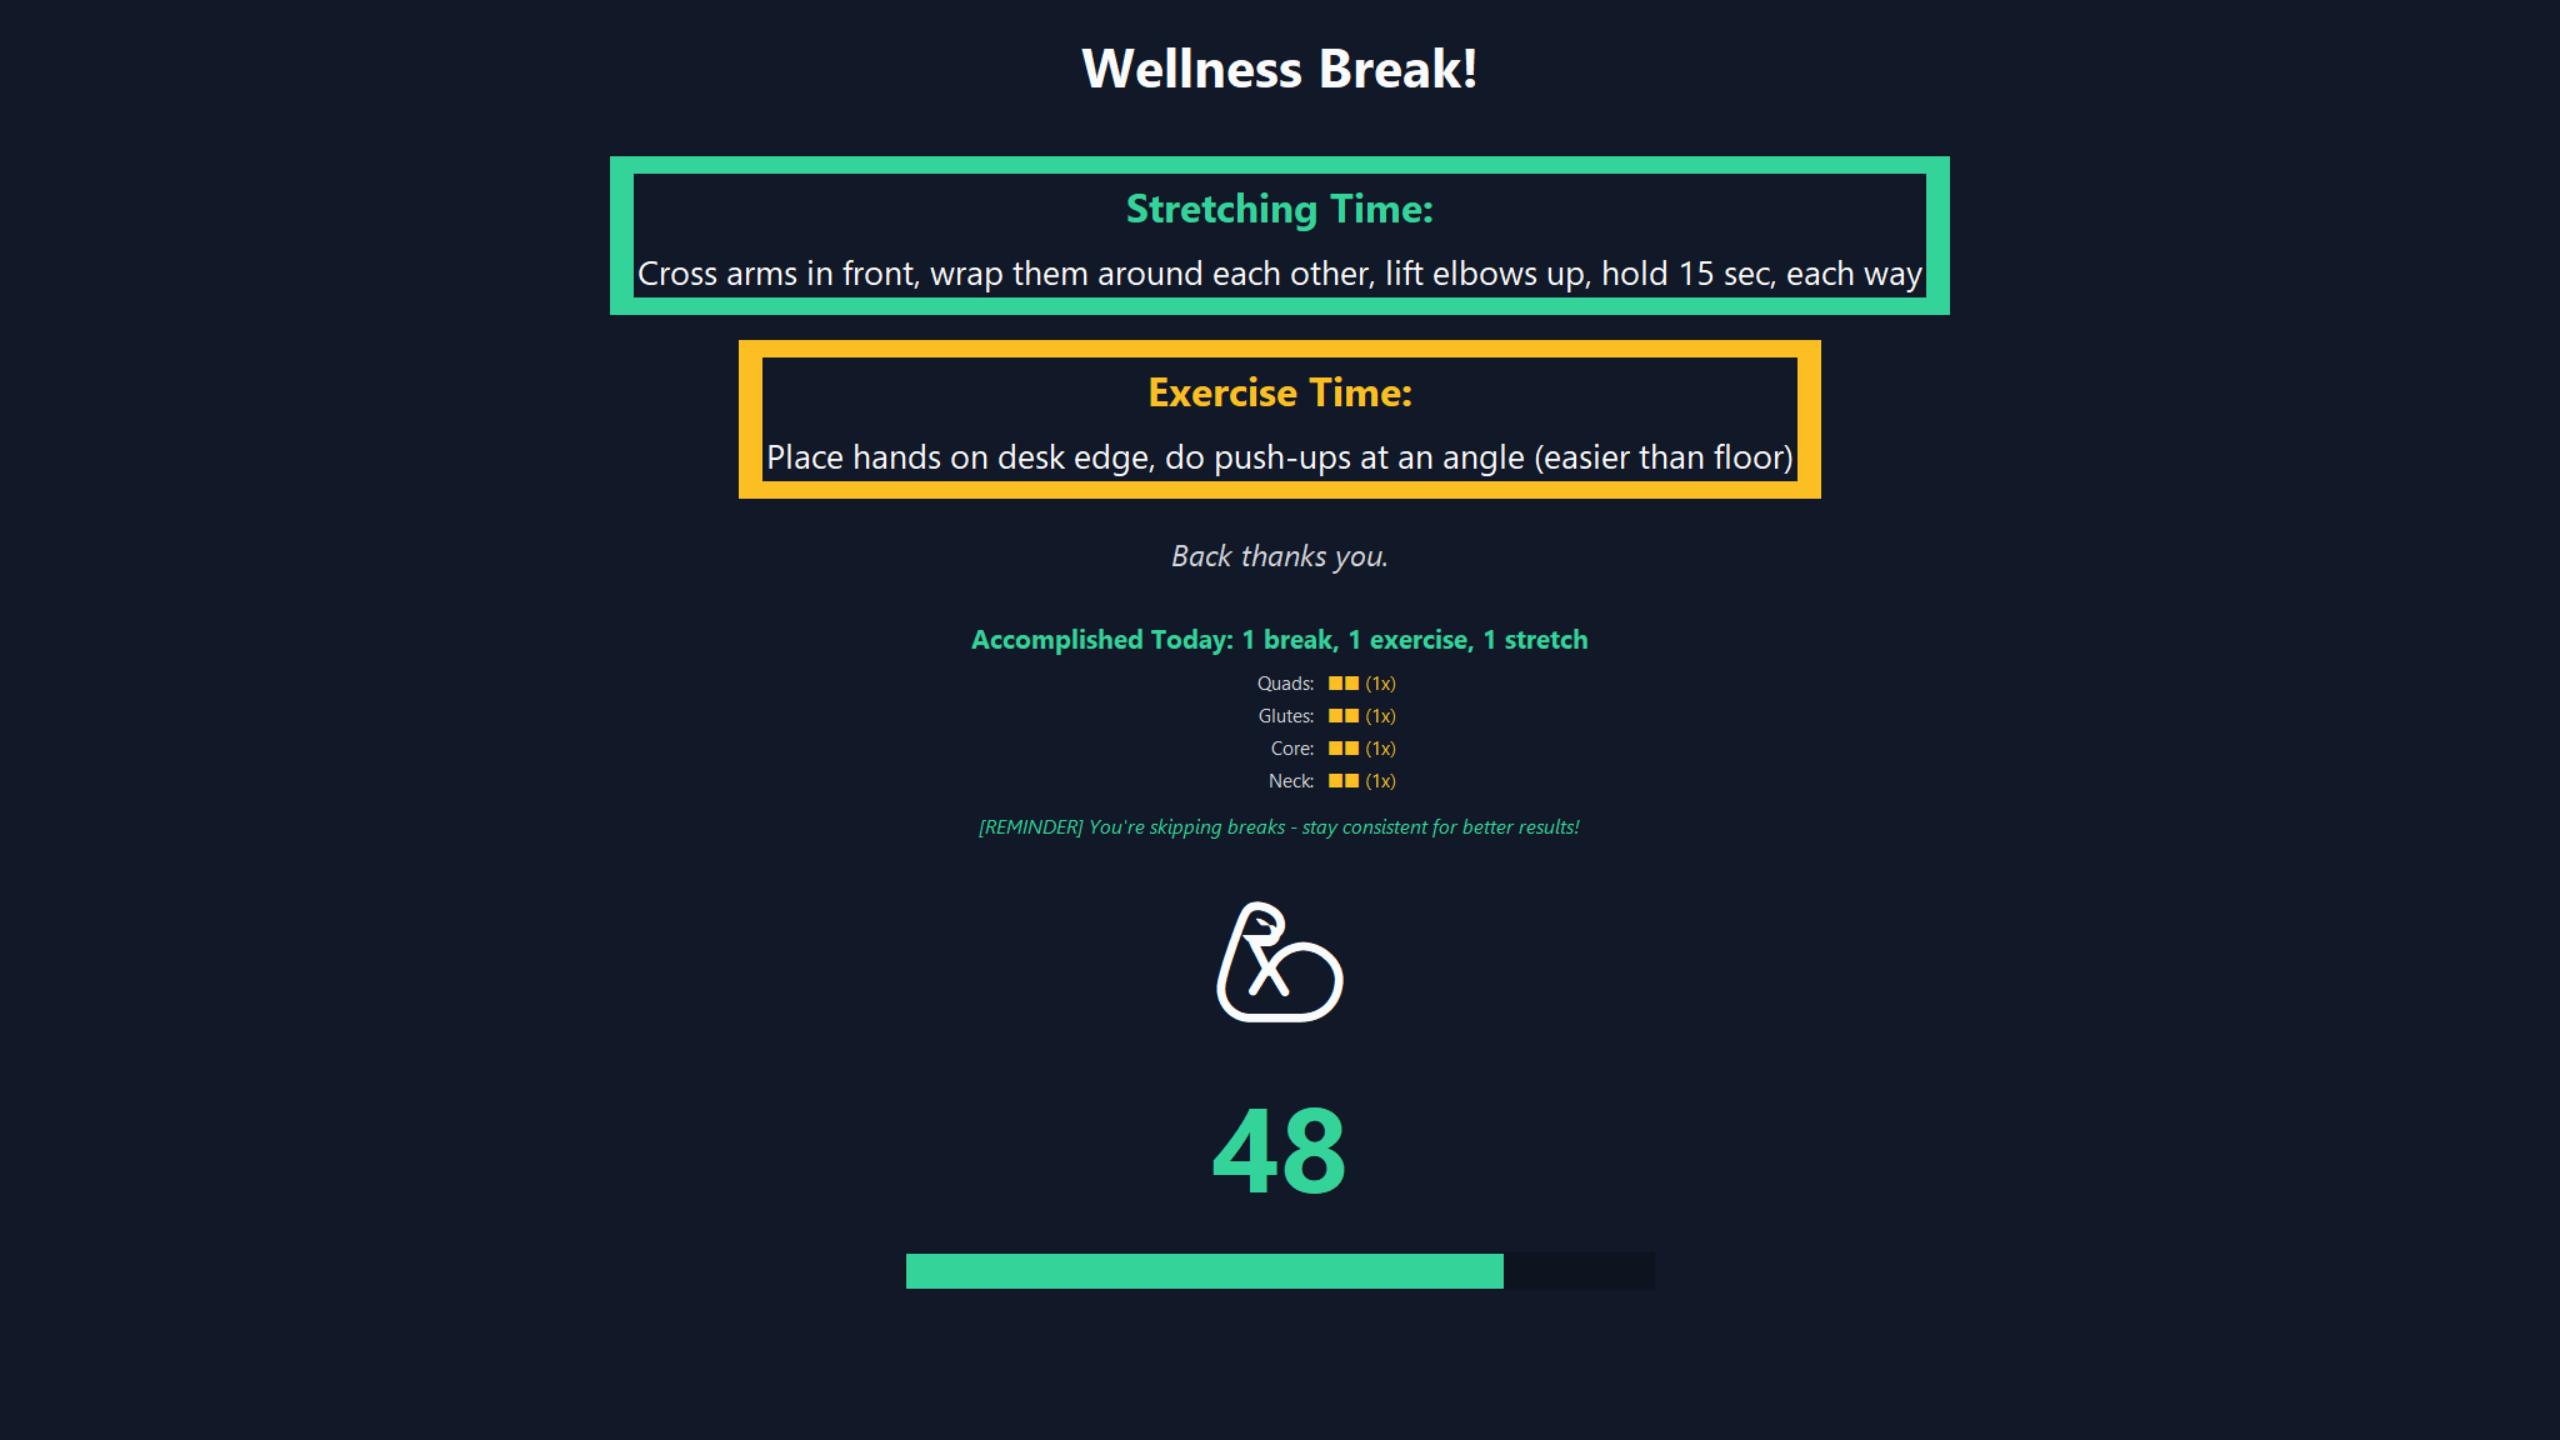 Wellness Break!
Stretching Time:
Cross arms in front, wrap them around each other, lift elbows up, hold 15 sec, each way
Exercise Time:
Place hands on desk edge, do push-ups at an angle (easier than floor)
Back thanks you.
Accomplished Today: 1 break, 1 exercise, 1 stretch
Quads: ■■ (1x)
Glutes: ■■ (1x)
Core: ■■ (1x)
Neck: ■■ (1x)
[REMINDER] You're skipping breaks - stay consistent for better results!
48